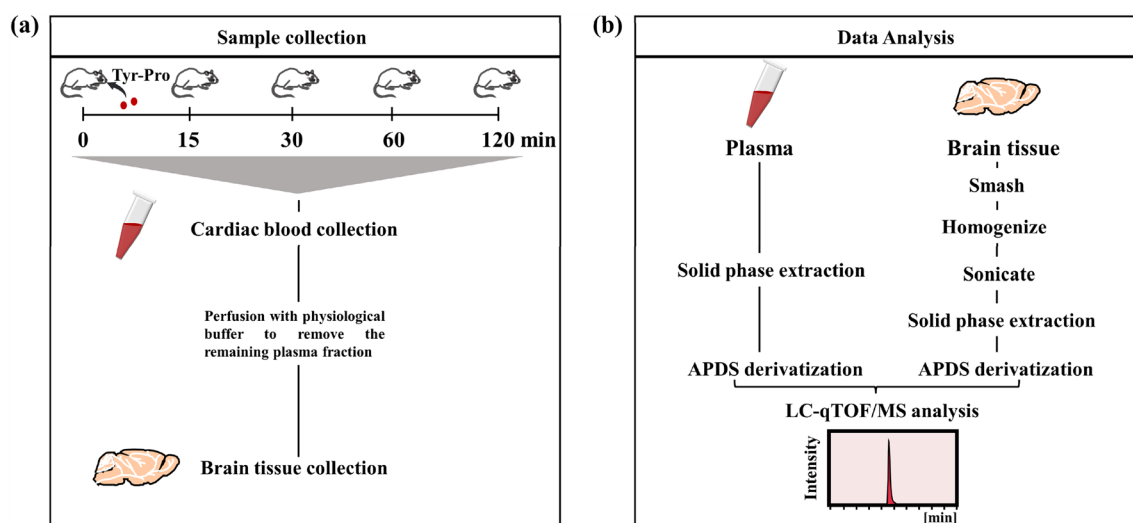 (a)
Sample collection
Tyr-Pro
0 15 30 60 120 min
Cardiac blood collection
Perfusion with physiological
buffer to remove the
remaining plasma fraction
Brain tissue collection
(b)
Data Analysis
Plasma
Solid phase extraction
APDS derivatization
Brain tissue
Smash
Homogenize
Sonicate
Solid phase extraction
APDS derivatization
LC-qTOF/MS analysis
Intensity
[min]